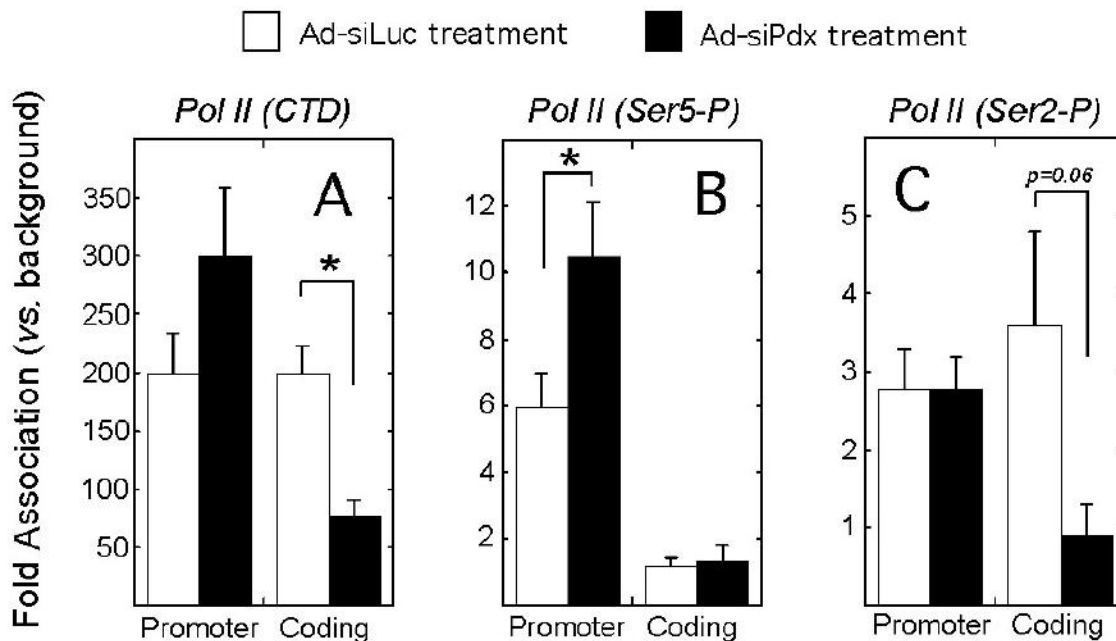 Ad-siLuc treatment
Ad-siPdx treatment
Fold Association (vs. background)
Pol II (CTD)
A
*
350
300
250
200
150
100
50
Promoter
Coding
Pol II (Ser5-P)
B
*
12
10
8
6
4
2
Promoter
Coding
Pol II (Ser2-P)
C
p=0.06
5
4
3
2
1
Promoter
Coding